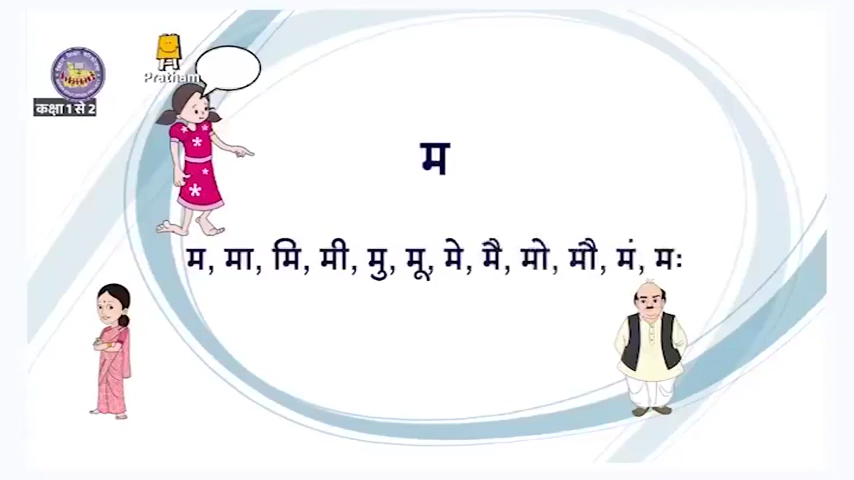 Pratham
कक्षा 1 से 2
म
म, मा, मि, मी, मु, मू, मे, मै, मो, मौ, मं, मः